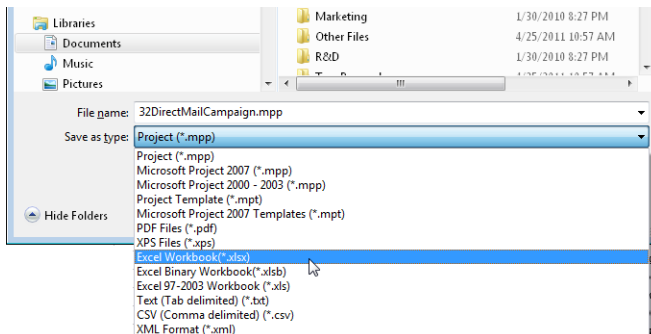 Libraries
Documents
Music
Pictures
Marketing 1/30/2010 8:27 PM
Other Files 4/25/2011 10:57 AM
R&D 1/30/2010 8:27 PM
File name: 32DirectMailCampaign.mpp
Save as type: Project (*.mpp)
Project (*.mpp)
Microsoft Project 2007 (*.mpp)
Microsoft Project 2000 - 2003 (*.mpp)
Project Template (*.mpt)
Microsoft Project 2007 Templates (*.mpt)
PDF Files (*.pdf)
XPS Files (*.xps)
Hide Folders
Excel Workbook(*.xlsx)
Excel Binary Workbook(*.xlsb)
Excel 97-2003 Workbook (*.xls)
Text (Tab delimited) (*.txt)
CSV (Comma delimited) (*.csv)
XML Format (*.xml)